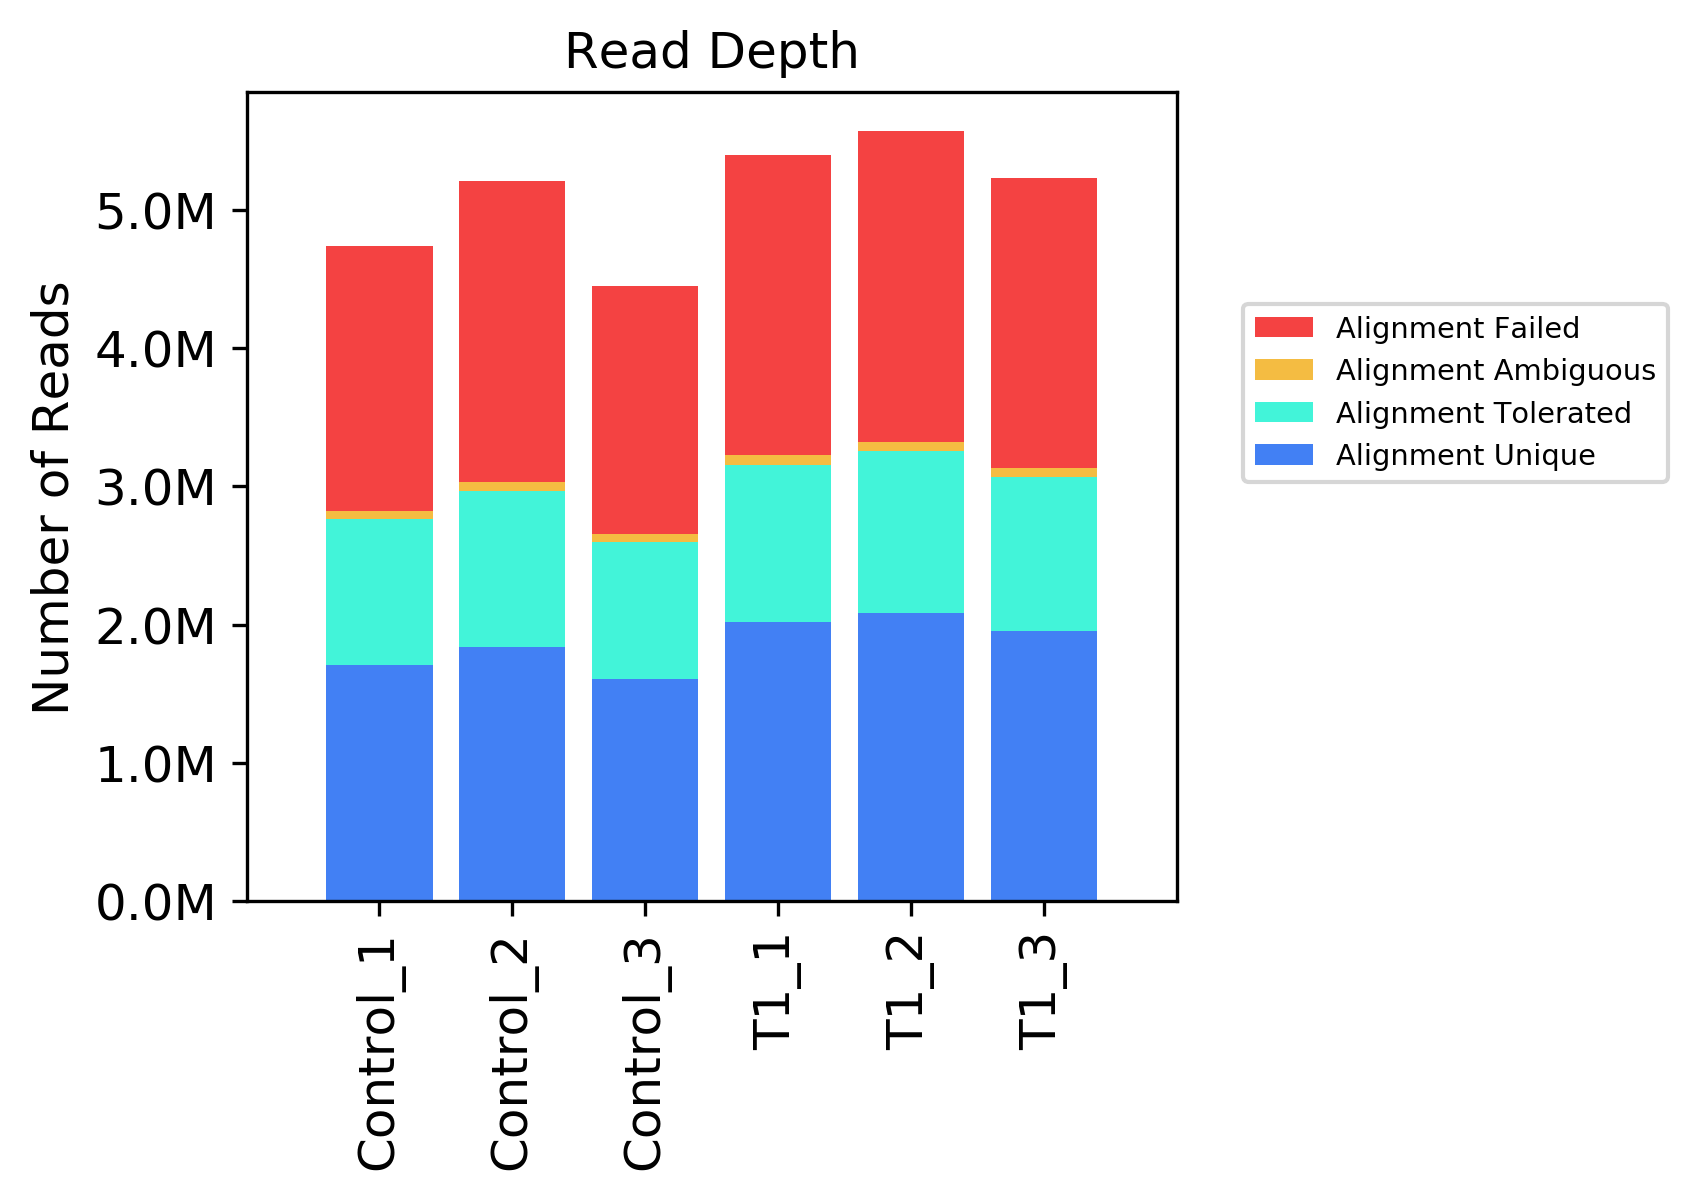 Read Depth
Number of Reads
5.0M
4.0M
3.0M
2.0M
1.0M
0.0M
Control_1
Control_2
Control_3
T1_1
T1_2
T1_3
Alignment Failed
Alignment Ambiguous
Alignment Tolerated
Alignment Unique